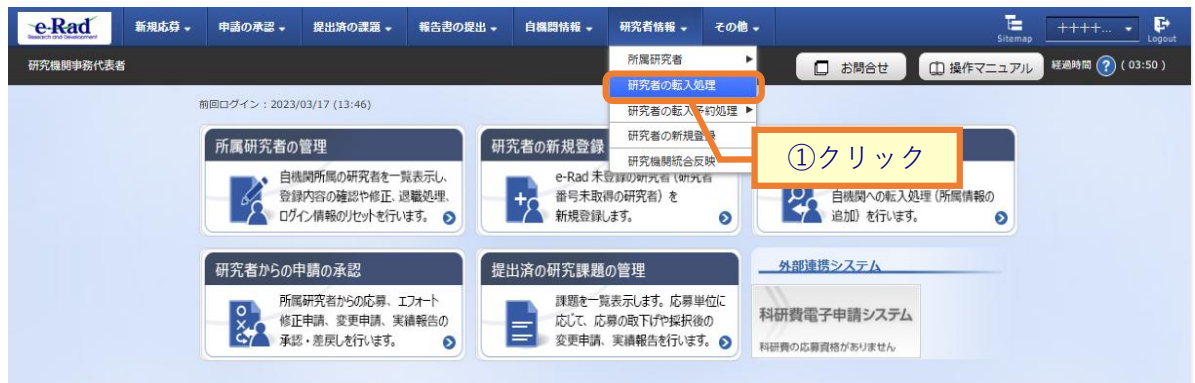 e-Rad
Research and Development
新規応募
申請の承認
提出済の課題
報告書の提出
自機関情報
研究者情報
その他
Sitemap
++++...
Logout
研究機関事務代表者
お問合せ
操作マニュアル
経過時間 ? ( 03:50 )
所属研究者
研究者の転入処理
研究者の転入予約処理
研究者の新規登録
研究機関統合反映
①クリック
前回ログイン：2023/03/17 (13:46)
所属研究者の管理
自機関所属の研究者を一覧表示し、
登録内容の確認や修正、退職処理、
ログイン情報のリセットを行います。
研究者の新規登録
e-Rad 未登録の研究者 (研究者
番号未取得の研究者) を
新規登録します。
自機関への転入処理 (所属情報の
追加) を行います。
研究者からの申請の承認
所属研究者からの応募、エフォート
修正申請、変更申請、実績報告の
承認・差戻しを行います。
提出済の研究課題の管理
課題を一覧表示します。応募単位に
応じて、応募の取下げや採択後の
変更申請、実績報告を行います。
外部連携システム
科研費電子申請システム
科研費の応募資格がありません